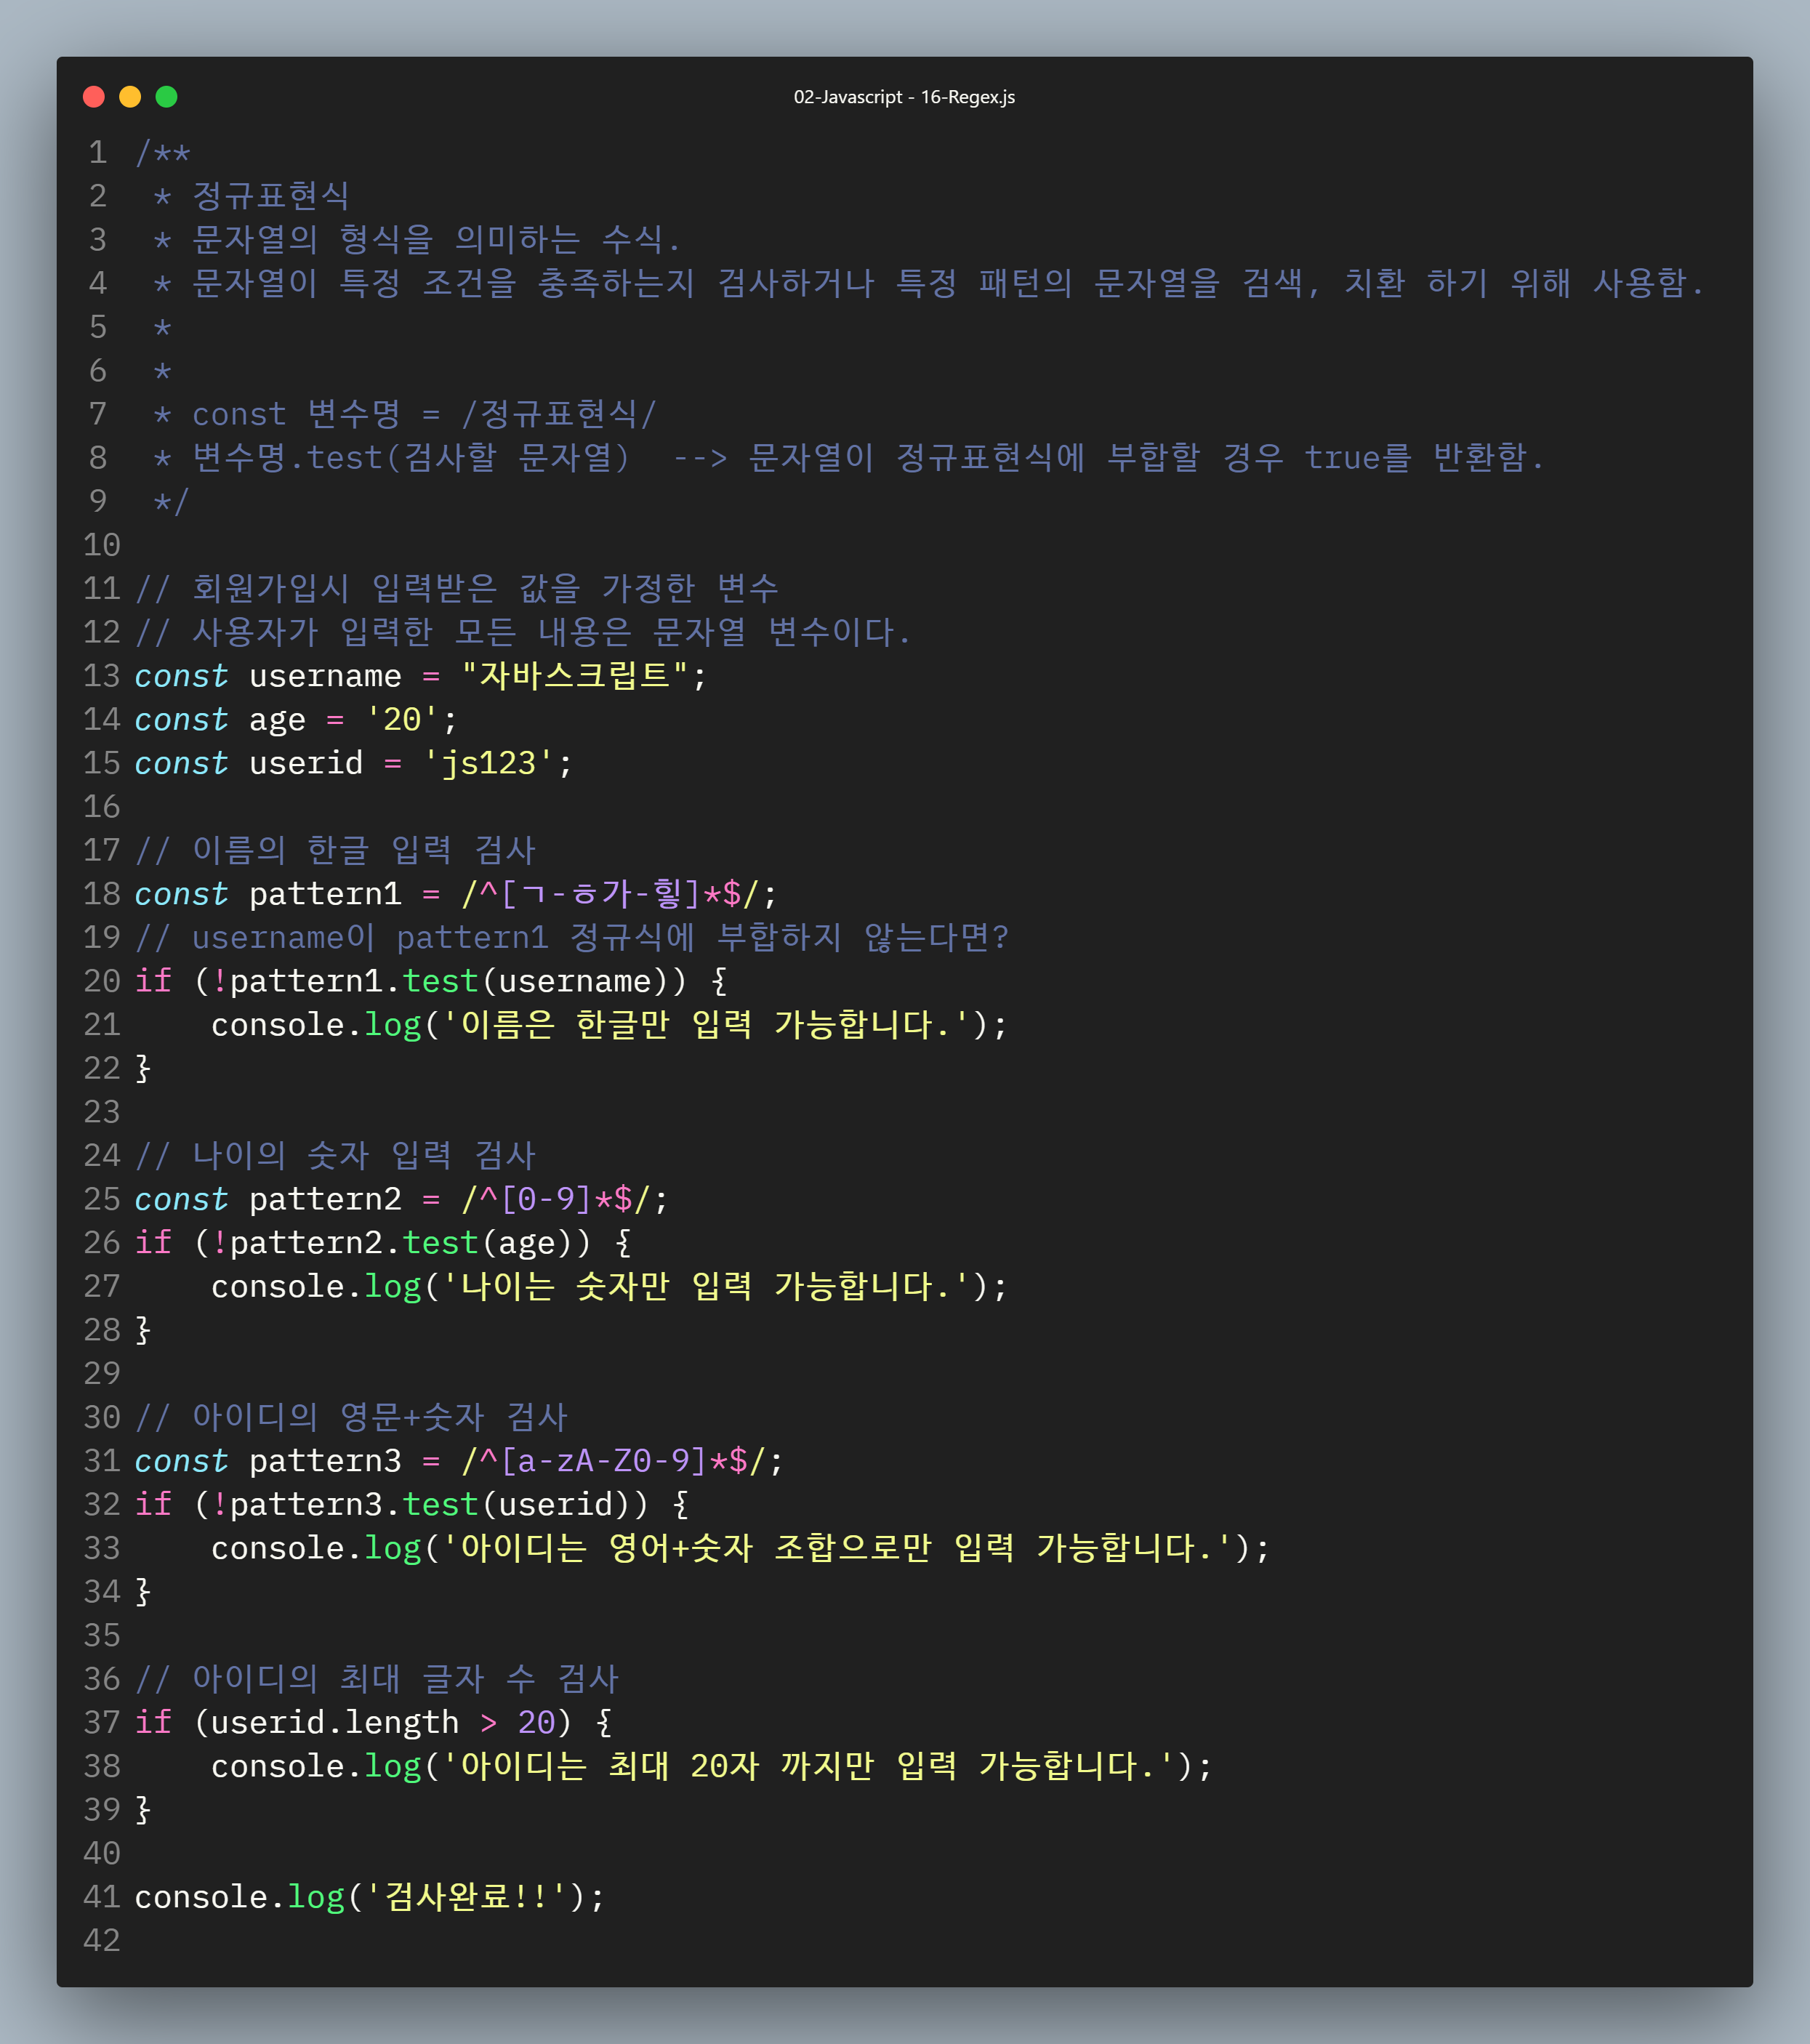 02-Javascript - 16-Regex.js
1 /**
2  * 정규표현식
3  * 문자열의 형식을 의미하는 수식.
4  * 문자열이 특정 조건을 충족하는지 검사하거나 특정 패턴의 문자열을 검색, 치환 하기 위해 사용함.
5  *
6  *
7  * const 변수명 = /정규표현식/
8  * 변수명.test(검사할 문자열)  --> 문자열이 정규표현식에 부합할 경우 true를 반환함.
9  */
10
11 // 회원가입시 입력받은 값을 가정한 변수
12 // 사용자가 입력한 모든 내용은 문자열 변수이다.
13 const username = "자바스크립트";
14 const age = '20';
15 const userid = 'js123';
16
17 // 이름의 한글 입력 검사
18 const pattern1 = /^[ㄱ-ㅎ가-힣]*$/;
19 // username이 pattern1 정규식에 부합하지 않는다면?
20 if (!pattern1.test(username)) {
21     console.log('이름은 한글만 입력 가능합니다.');
22 }
23
24 // 나이의 숫자 입력 검사
25 const pattern2 = /^[0-9]*$/;
26 if (!pattern2.test(age)) {
27     console.log('나이는 숫자만 입력 가능합니다.');
28 }
29
30 // 아이디의 영문+숫자 검사
31 const pattern3 = /^[a-zA-Z0-9]*$/;
32 if (!pattern3.test(userid)) {
33     console.log('아이디는 영어+숫자 조합으로만 입력 가능합니다.');
34 }
35
36 // 아이디의 최대 글자 수 검사
37 if (userid.length > 20) {
38     console.log('아이디는 최대 20자 까지만 입력 가능합니다.');
39 }
40
41 console.log('검사완료!!');
42